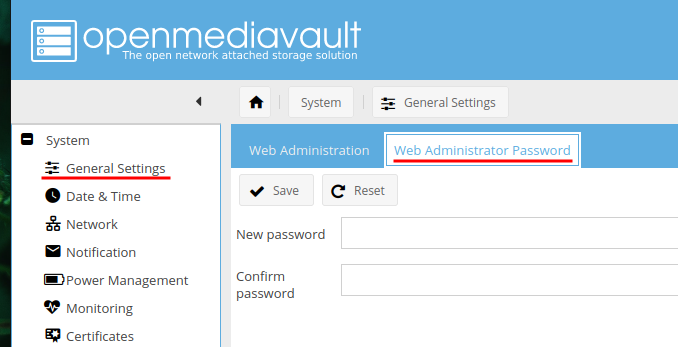 openmediavault
The open network attached storage solution
System
General Settings
Web Administration
Web Administrator Password
Save
Reset
New password
Confirm
password
System
General Settings
Date & Time
Network
Notification
Power Management
Monitoring
Certificates